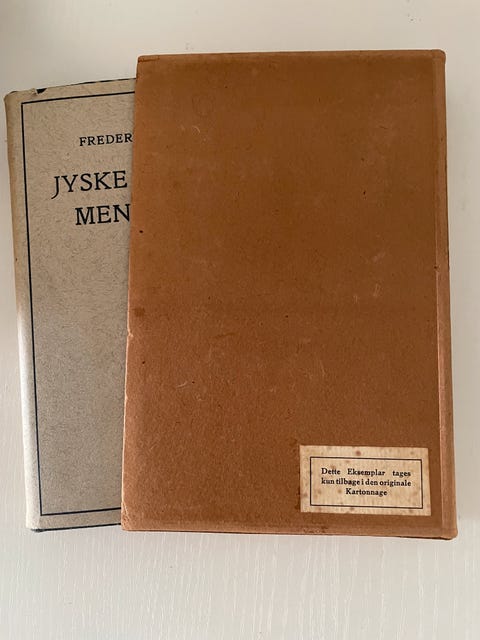 FREDER
JYSKE
MEN
Dette Eksemplar tages
kun tilbage i den originale
Kartonnage